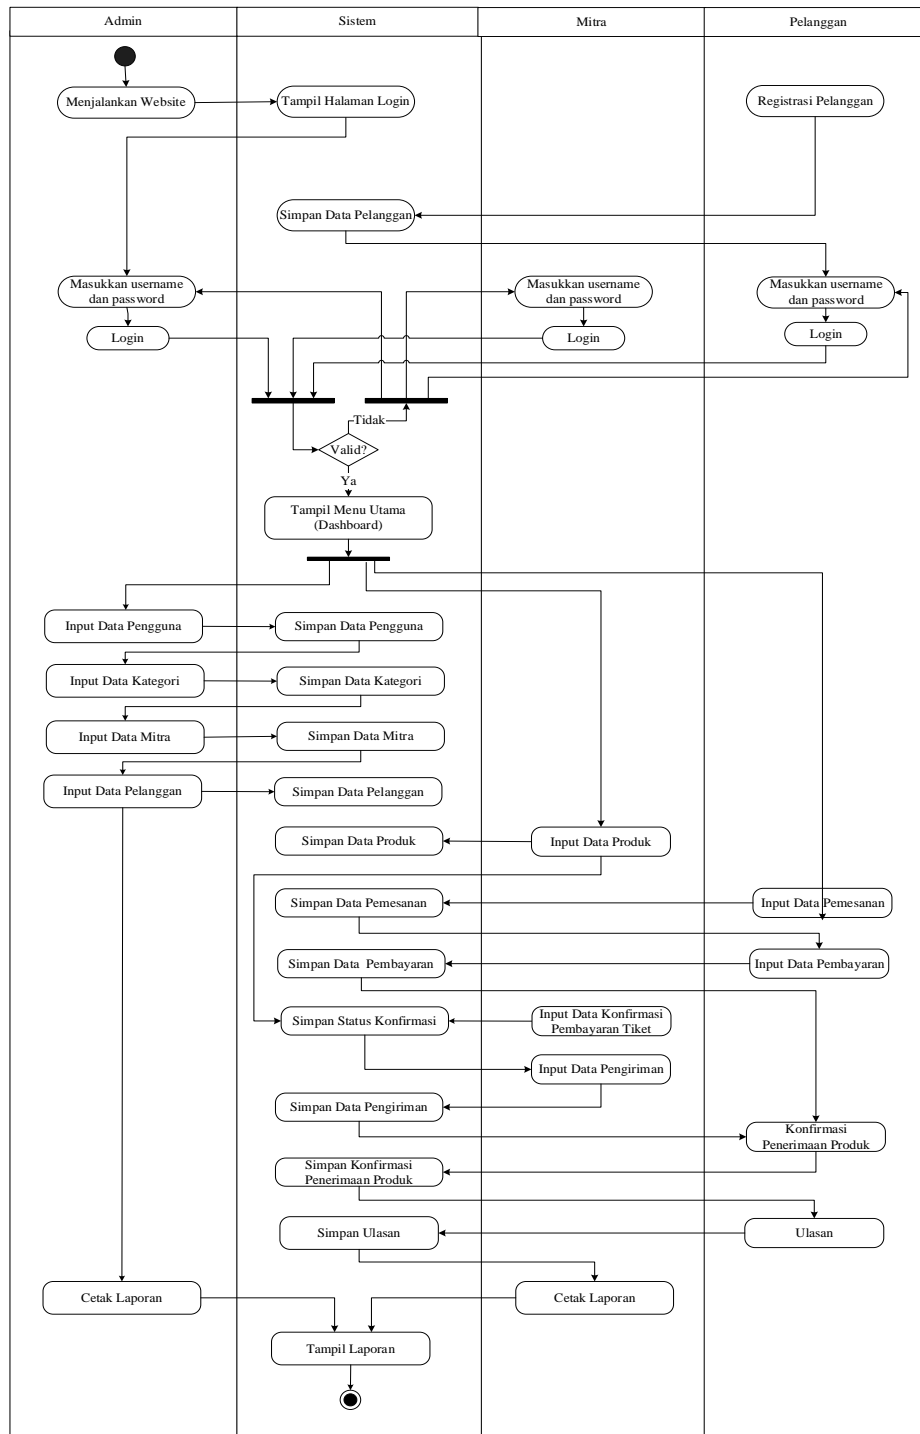 Admin
Sistem
Mitra
Pelanggan
Menjalankan Website
Tampil Halaman Login
Registrasi Pelanggan
Simpan Data Pelanggan
Masukkan username
dan password
Masukkan username
dan password
Masukkan username
dan password
Login
Login
Login
Tidak
Valid?
Ya
Tampil Menu Utama
(Dashboard)
Input Data Pengguna
Simpan Data Pengguna
Input Data Kategori
Simpan Data Kategori
Input Data Mitra
Simpan Data Mitra
Input Data Pelanggan
Simpan Data Pelanggan
Simpan Data Produk
Input Data Produk
Simpan Data Pemesanan
Input Data Pemesanan
Simpan Data Pembayaran
Input Data Pembayaran
Simpan Status Konfirmasi
Input Data Konfirmasi
Pembayaran Tiket
Input Data Pengiriman
Simpan Data Pengiriman
Konfirmasi
Penerimaan Produk
Simpan Konfirmasi
Penerimaan Produk
Simpan Ulasan
Ulasan
Cetak Laporan
Cetak Laporan
Tampil Laporan